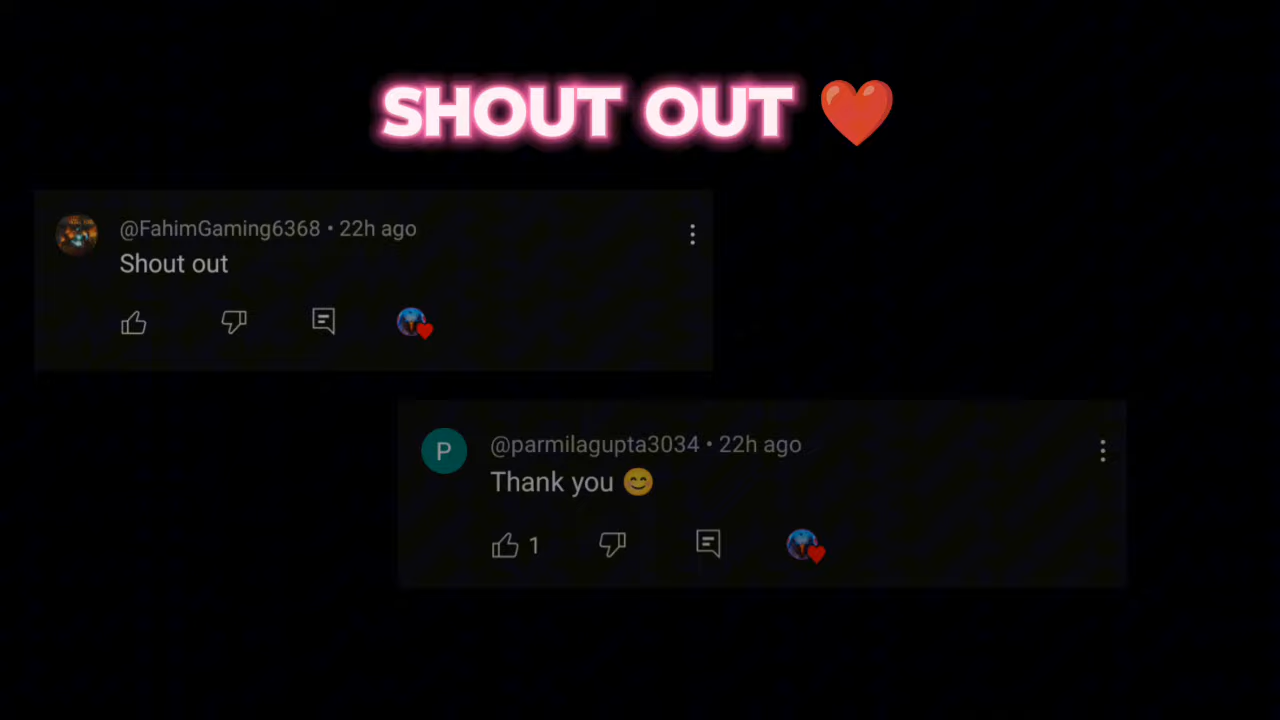 SHOUT OUT ❤️
@FahimGaming6368 • 22h ago
Shout out
P
@parmilagupta3034 • 22h ago
Thank you 😊
1